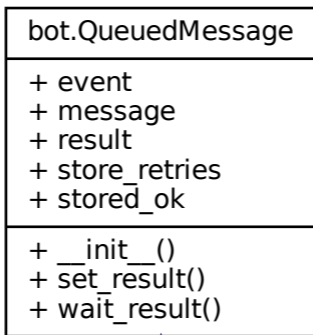 bot.QueuedMessage
+ event
+ message
+ result
+ store_retries
+ stored_ok
+ __init__()
+ set_result()
+ wait_result()